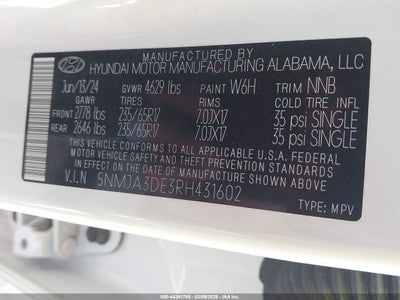 MANUFACTURED BY
HYUNDAI MOTOR MANUFACTURING ALABAMA, LLC
Jun/13/24 GVWR 4629 lbs PAINT W6H TRIM NNB
GAWR TIRES RIMS COLD TIRE INFL
FRONT 2778 lbs 235/65R17 7.0JX17 35 psi SINGLE
REAR 2646 lbs 235/65R17 7.0JX17 35 psi SINGLE
THIS VEHICLE CONFORMS TO ALL APPLICABLE U.S.
FEDERAL MOTOR VEHICLE SAFETY, BUMPER, AND THEFT
PREVENTION STANDARDS IN EFFECT ON THE DATE OF
MANUFACTURE SHOWN ABOVE.
V.I.N 5NMJA3DE3RH431602
TYPE: MPV